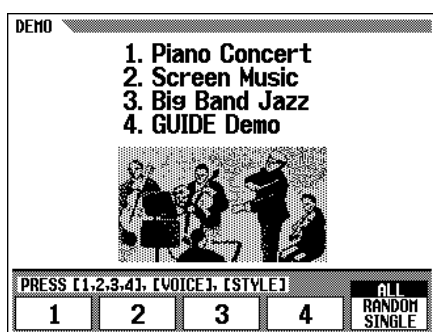 DEMO
1. Piano Concert
2. Screen Music
3. Big Band Jazz
4. GUIDE Demo
PRESS [1,2,3,4], [VOICE], [STYLE]
1 2 3 4
ALL
RANDOM
SINGLE